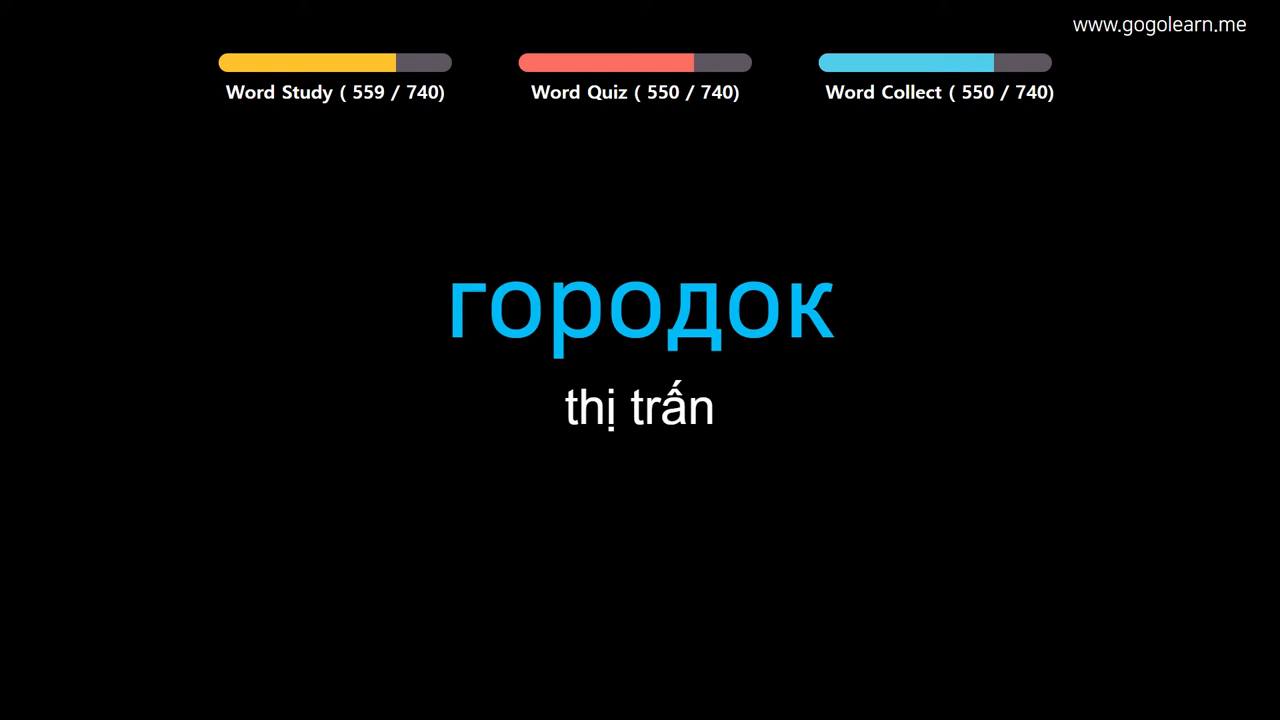 www.gogolearn.me
Word Study ( 559 / 740)
Word Quiz ( 550 / 740)
Word Collect ( 550 / 740)
городок
thị trấn